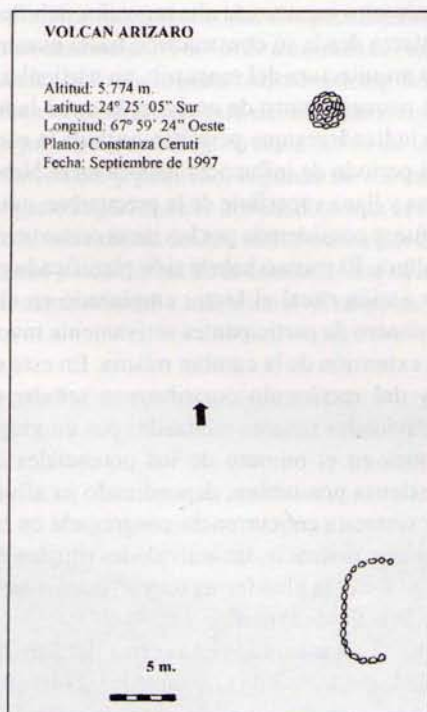 VOLCAN ARIZARO
Altitud: 5.774 m.
Latitud: 24° 25´ 05˝ Sur
Longitud: 67° 59´ 24˝ Oeste
Plano: Constanza Ceruti
Fecha: Septiembre de 1997
5 m.